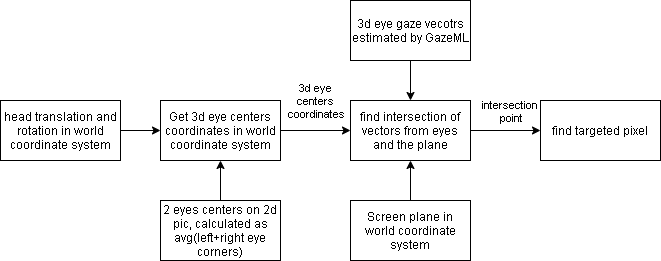 3d eye gaze vecotrs
estimated by GazeML
3d eye
centers
coordinates
intersection
point
head translation and
rotation in world
coordinate system
Get 3d eye centers
coordinates in world
coordinate system
find intersection of
vectors from eyes
and the plane
find targeted pixel
2 eyes centers on 2d
pic, calculated as
avg(left+right eye
corners)
Screen plane in
world coordinate
system